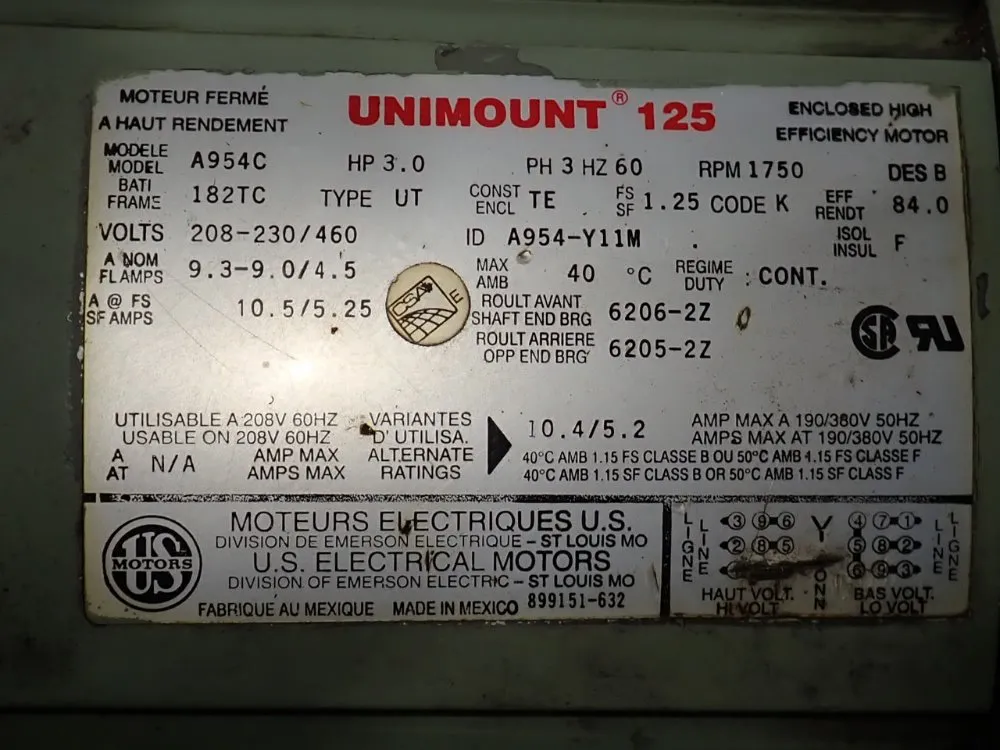 MOTEUR FERMÉ
A HAUT RENDEMENT
UNIMOUNT® 125
ENCLOSED HIGH
EFFICIENCY MOTOR
MODELE
MODEL A954C HP 3.0 PH 3 HZ 60 RPM 1750 DES B
BATI
FRAME 182TC TYPE UT CONST
ENCL TE FS
SF 1.25 CODE K EFF
RENDT 84.0
VOLTS 208-230/460 ID A954-Y11M ISOL
INSUL F
A NOM
FL AMPS 9.3-9.0/4.5 MAX
AMB 40 °C REGIME
DUTY : CONT.
A @ FS
SF AMPS 10.5/5.25
CSA E
ROULT AVANT
SHAFT END BRG 6206-2Z
ROULT ARRIERE
OPP END BRG 6205-2Z
SA UR
UTILISABLE A 208V 60HZ
USABLE ON 208V 60HZ
A
AT N/A AMP MAX
AMPS MAX
VARIANTES
D'UTILISA.
ALTERNATE
RATINGS
10.4/5.2 AMP MAX A 190/380V 50HZ
AMPS MAX AT 190/380V 50HZ
40°C AMB 1.15 FS CLASSE B OU 50°C AMB 1.15 FS CLASSE F
40°C AMB 1.15 SF CLASS B OR 50°C AMB 1.15 SF CLASS F
US
MOTORS
MOTEURS ELECTRIQUES U.S.
DIVISION DE EMERSON ELECTRIQUE - ST LOUIS MO
U.S. ELECTRICAL MOTORS
DIVISION OF EMERSON ELECTRIC - ST LOUIS MO
FABRIQUE AU MEXIQUE MADE IN MEXICO 899151-632
LIGNE
LINE
3 9 6 Y 4 7 1
2 8 5 5 8 2
6 9 3
LINE
LIGNE
HAUT VOLT.
HI VOLT
BAS VOLT.
LO VOLT